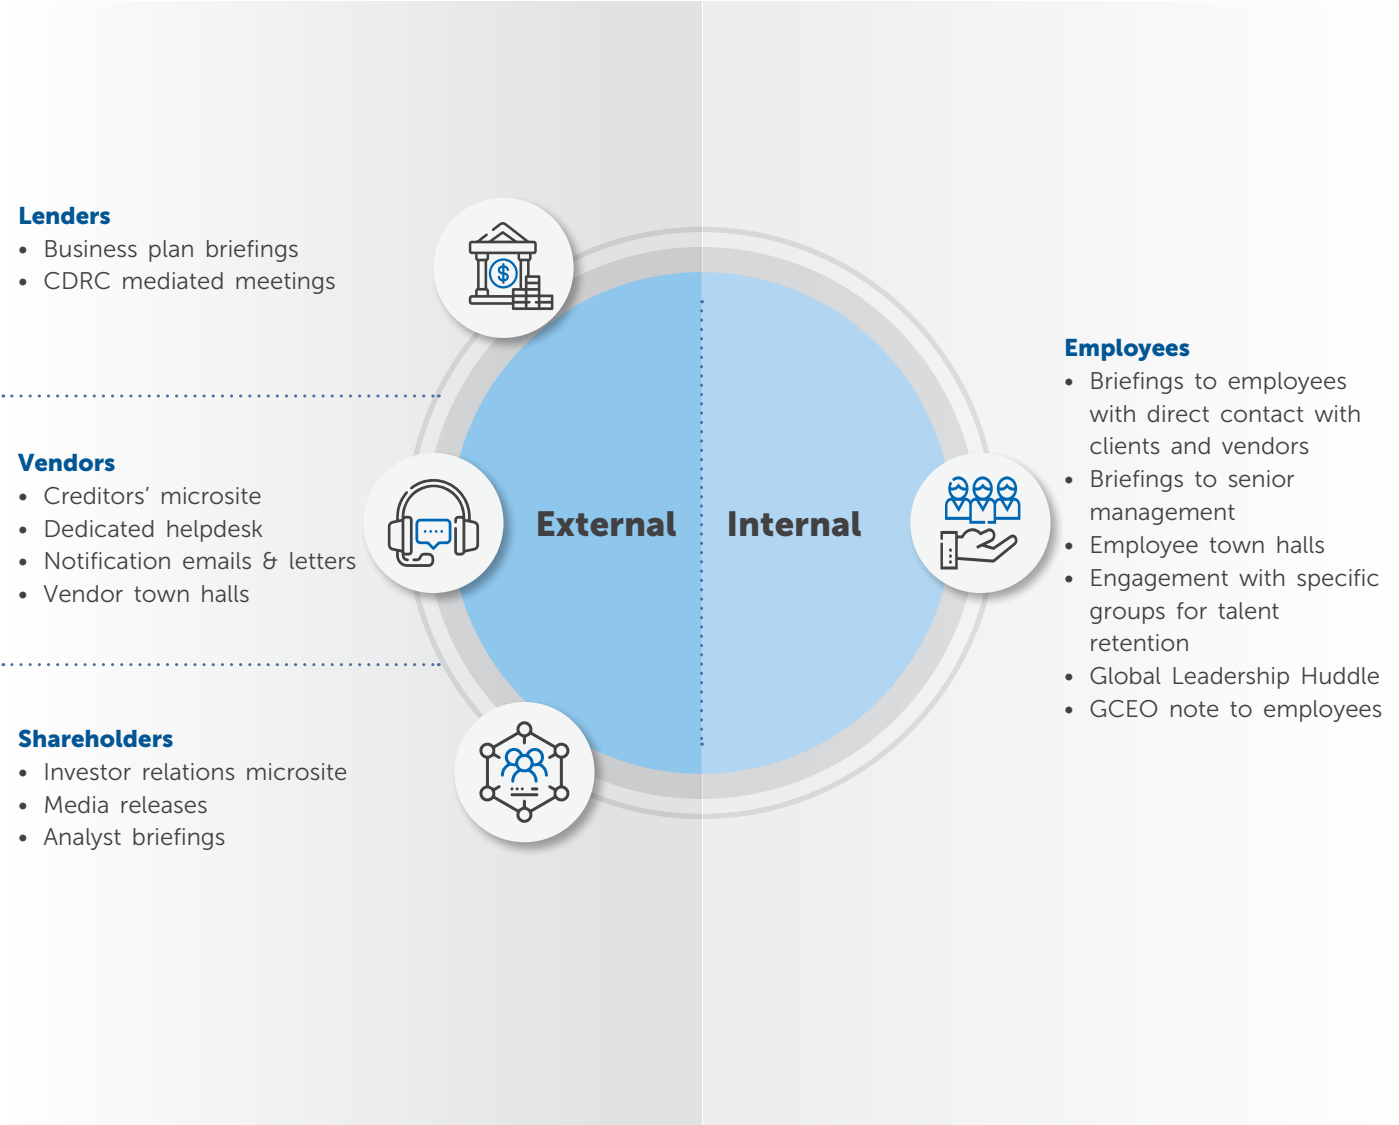 Lenders
• Business plan briefings
• CDRC mediated meetings
Vendors
• Creditors’ microsite
• Dedicated helpdesk
• Notification emails & letters
• Vendor town halls
Shareholders
• Investor relations microsite
• Media releases
• Analyst briefings
External
Internal
Employees
• Briefings to employees
with direct contact with
clients and vendors
• Briefings to senior
management
• Employee town halls
• Engagement with specific
groups for talent
retention
• Global Leadership Huddle
• GCEO note to employees